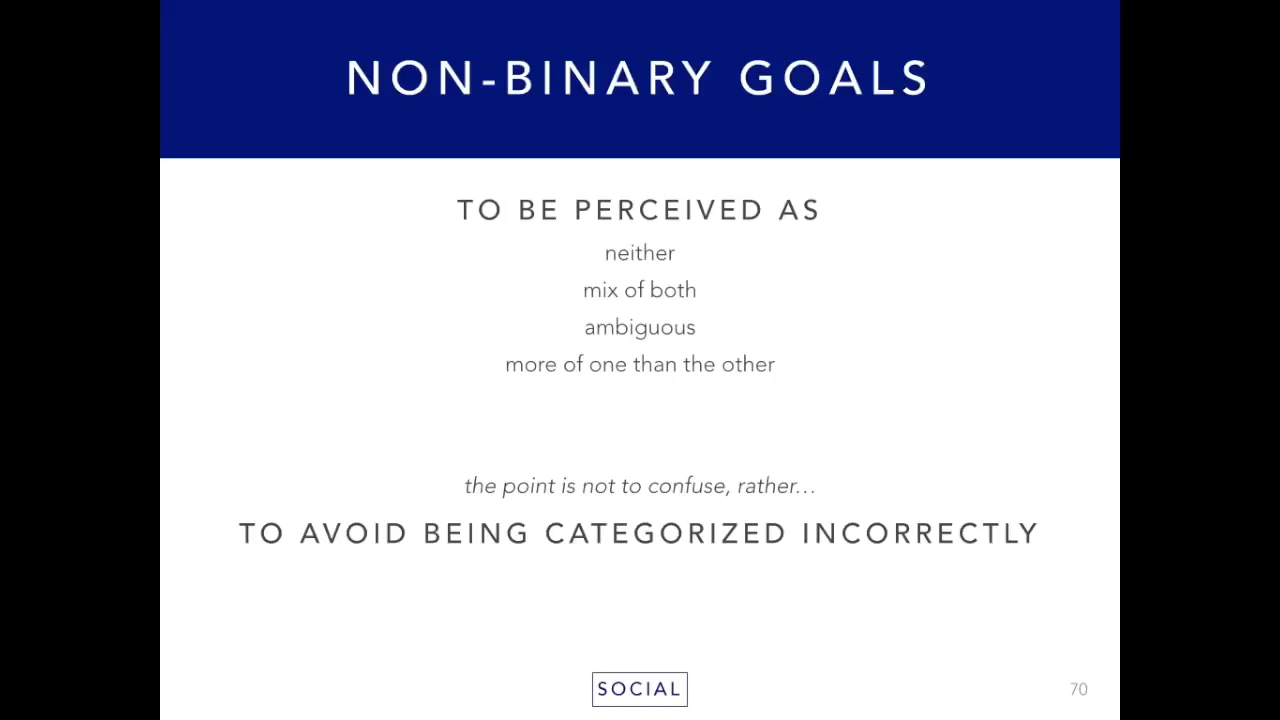 NON-BINARY GOALS
TO BE PERCEIVED AS
neither
mix of both
ambiguous
more of one than the other
the point is not to confuse, rather...
TO AVOID BEING CATEGORIZED INCORRECTLY
SOCIAL
70